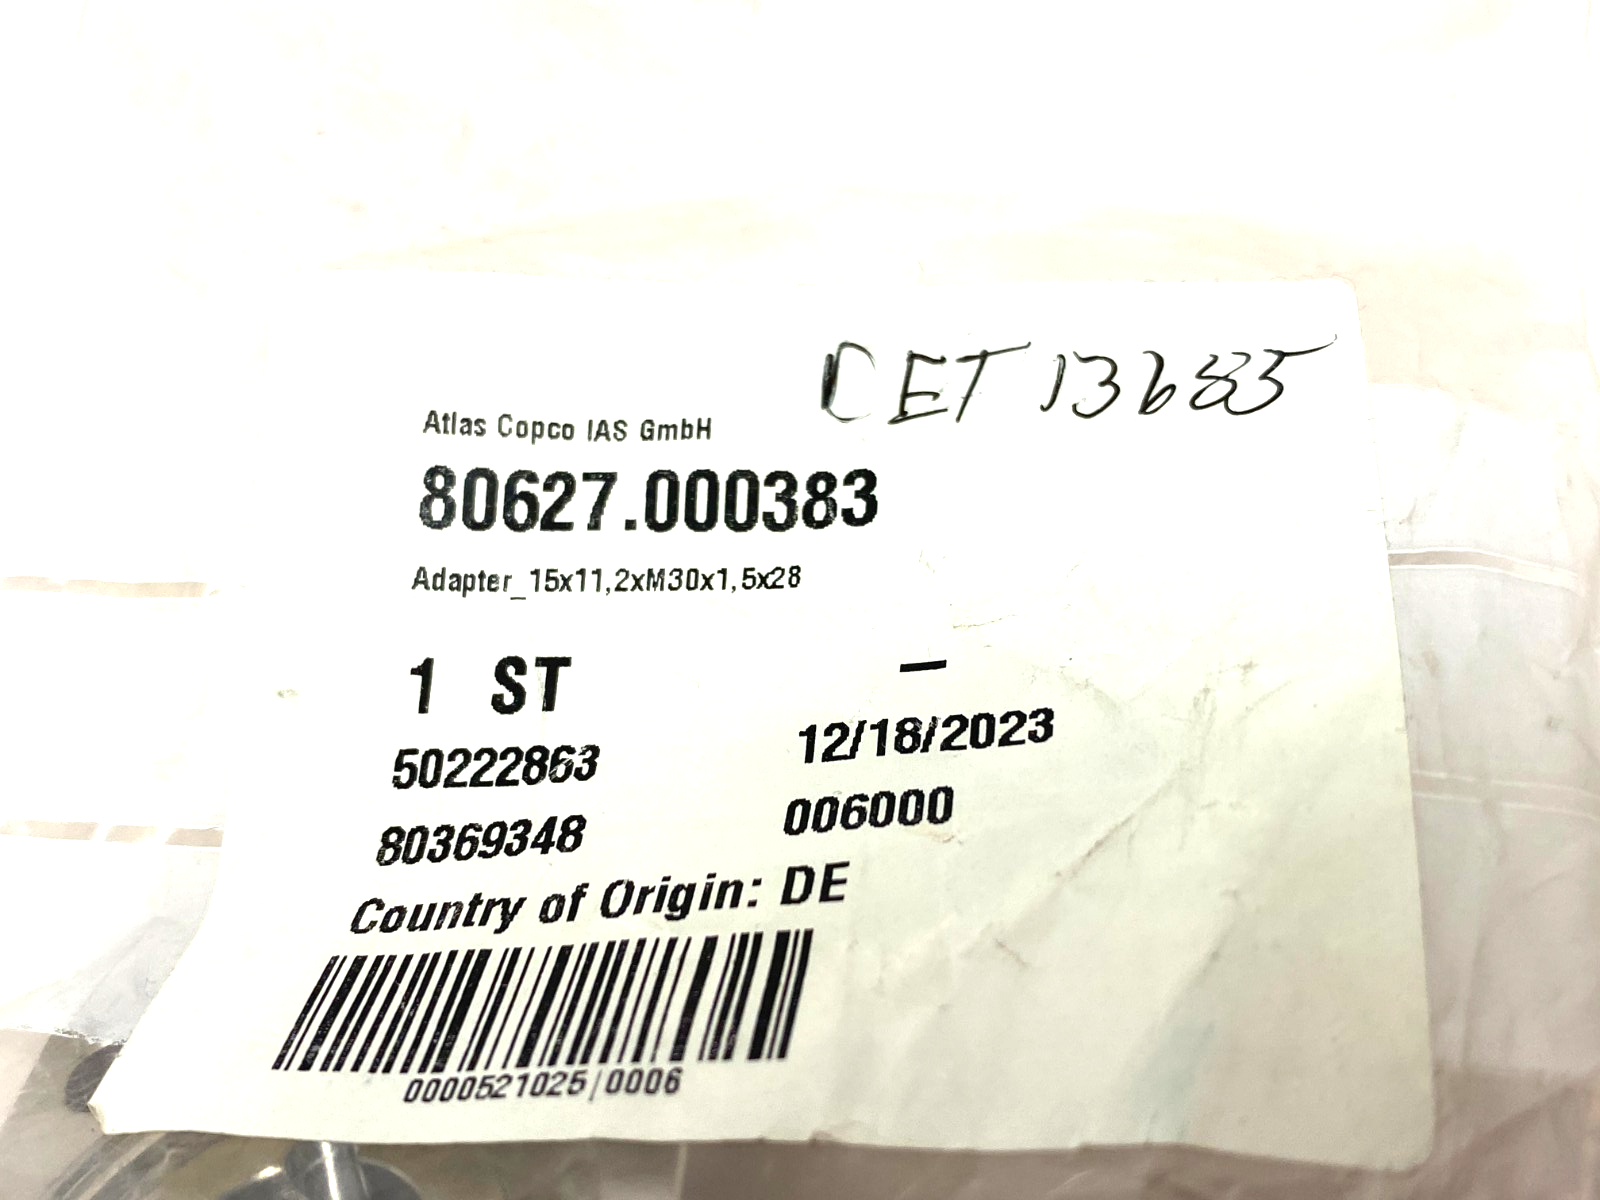 CET 13685
Atlas Copco IAS GmbH
80627.000383
Adapter_15x11,2xM30x1,5x28
1 ST –
50222863 12/18/2023
80369348 006000
Country of Origin: DE
0000521025/0006